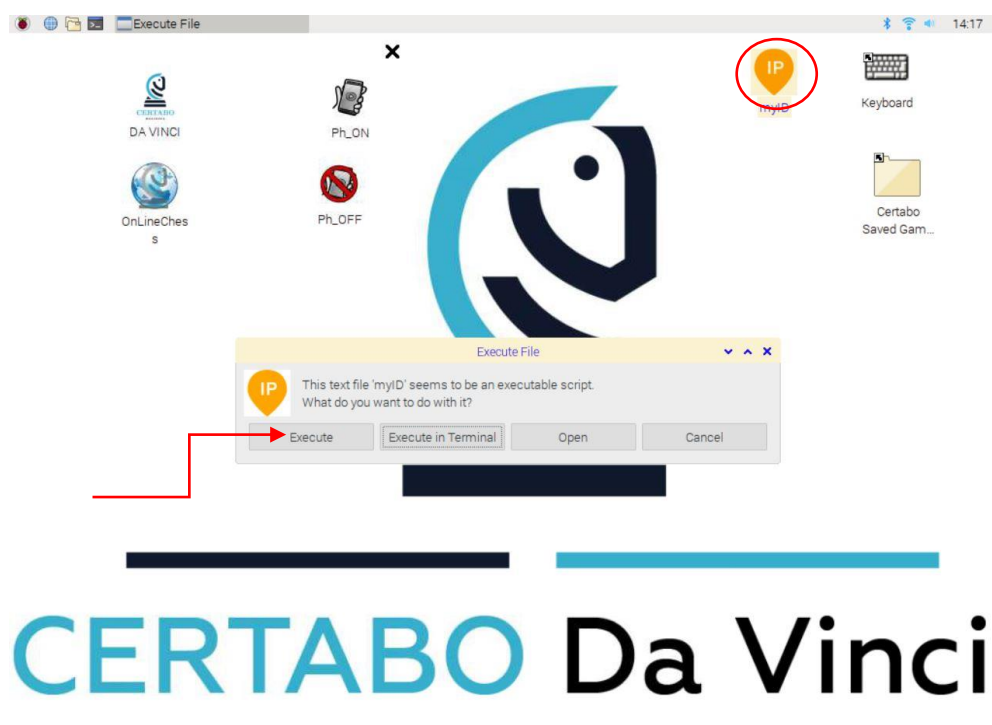 Execute File
14:17
IP
myID
Keyboard
CERTABO
DA VINCI
Ph_ON
OnLineChes
s
Ph_OFF
Certabo
Saved Gam...
Execute File
IP
This text file 'myID' seems to be an executable script.
What do you want to do with it?
Execute
Execute in Terminal
Open
Cancel
CERTABO Da Vinci